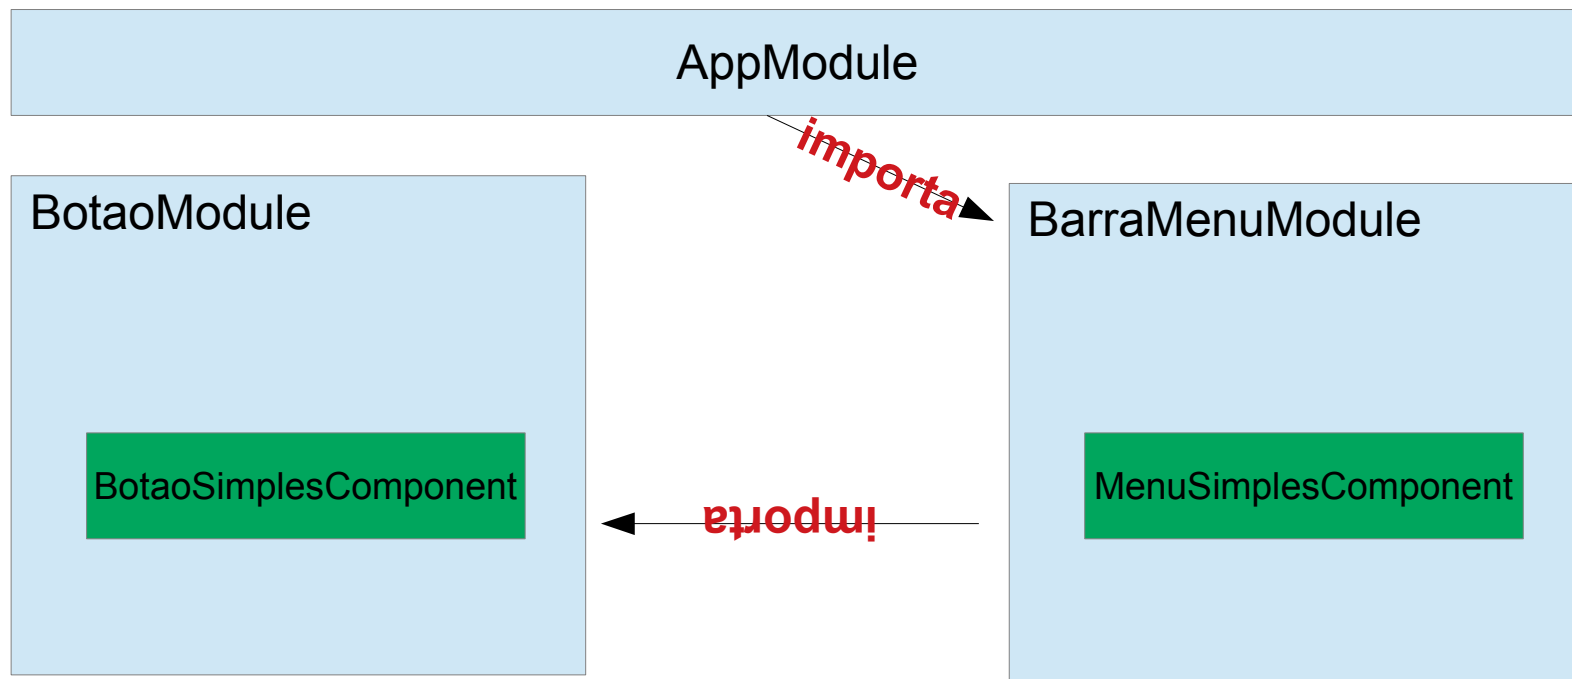 AppModule
importa
BotaoModule
BarraMenuModule
BotaoSimplesComponent
importa
MenuSimplesComponent